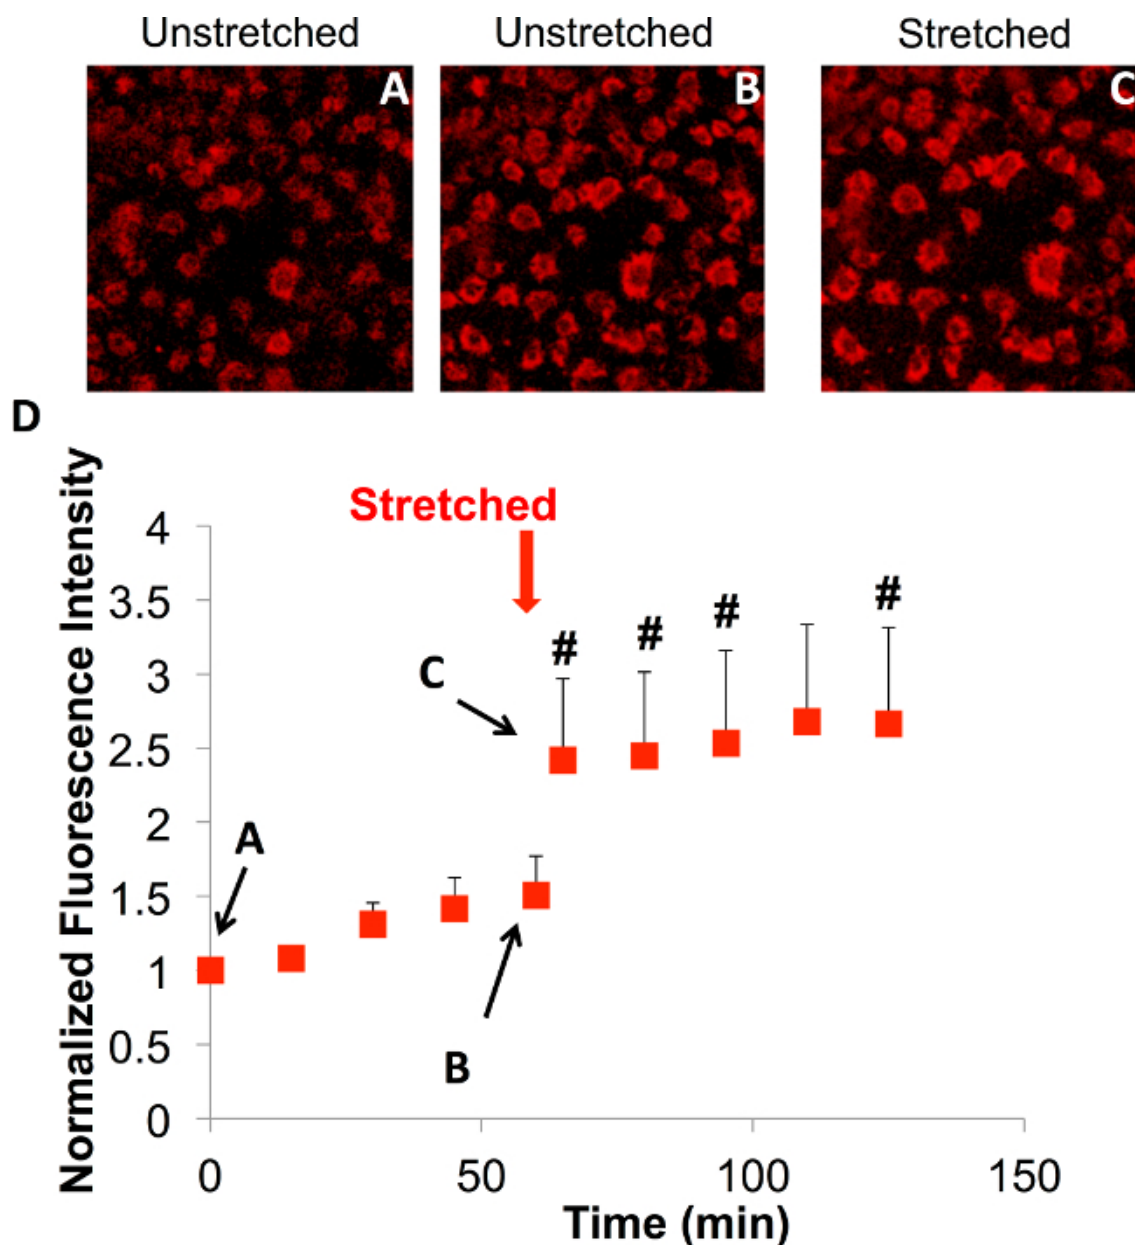 Unstretched Unstretched Stretched
A B C
D
Stretched
Normalized Fluorescence Intensity
4
3.5
3
2.5
2
1.5
1
0.5
0
# # # #
C
A
B
0 50 100 150
Time (min)